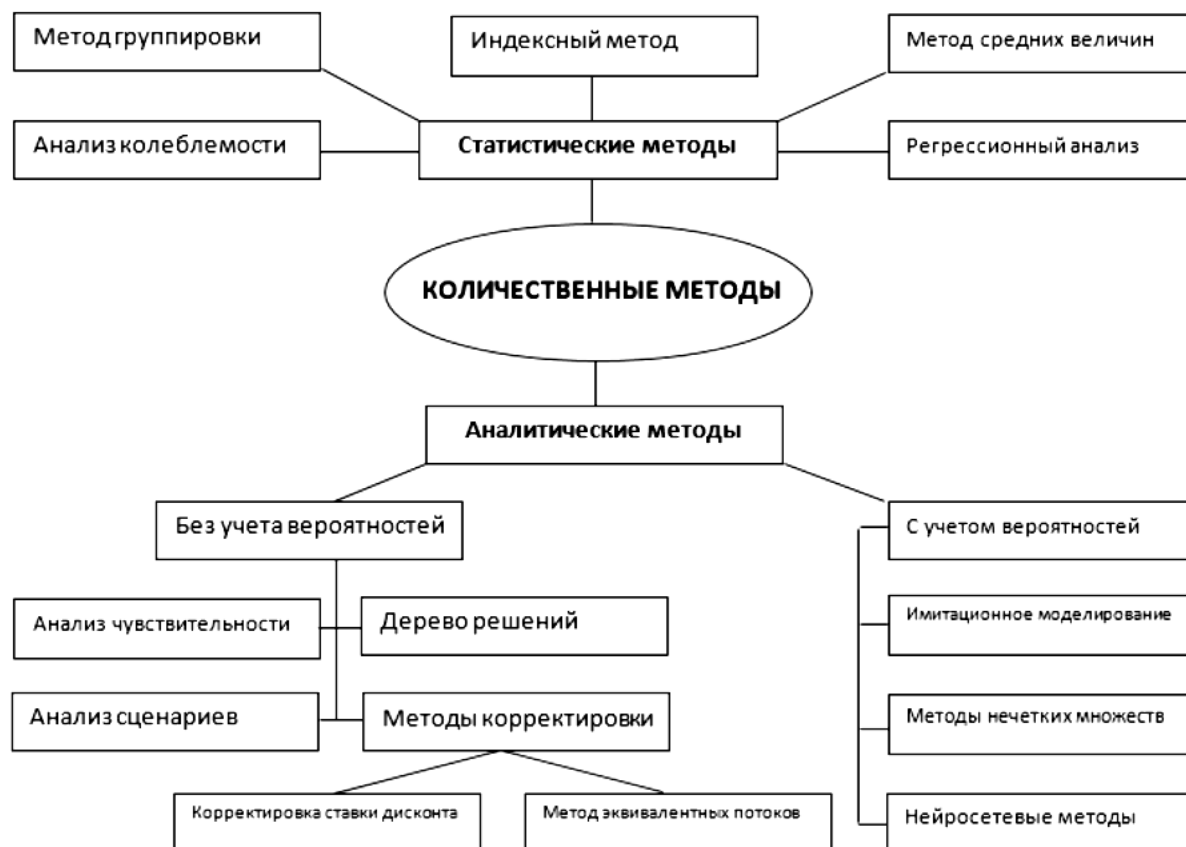 Метод группировки
Индексный метод
Метод средних величин
Анализ колеблемости
Статистические методы
Регрессионный анализ
КОЛИЧЕСТВЕННЫЕ МЕТОДЫ
Аналитические методы
Без учета вероятностей
С учетом вероятностей
Анализ чувствительности
Дерево решений
Имитационное моделирование
Анализ сценариев
Методы корректировки
Методы нечетких множеств
Корректировка ставки дисконта
Метод эквивалентных потоков
Нейросетевые методы